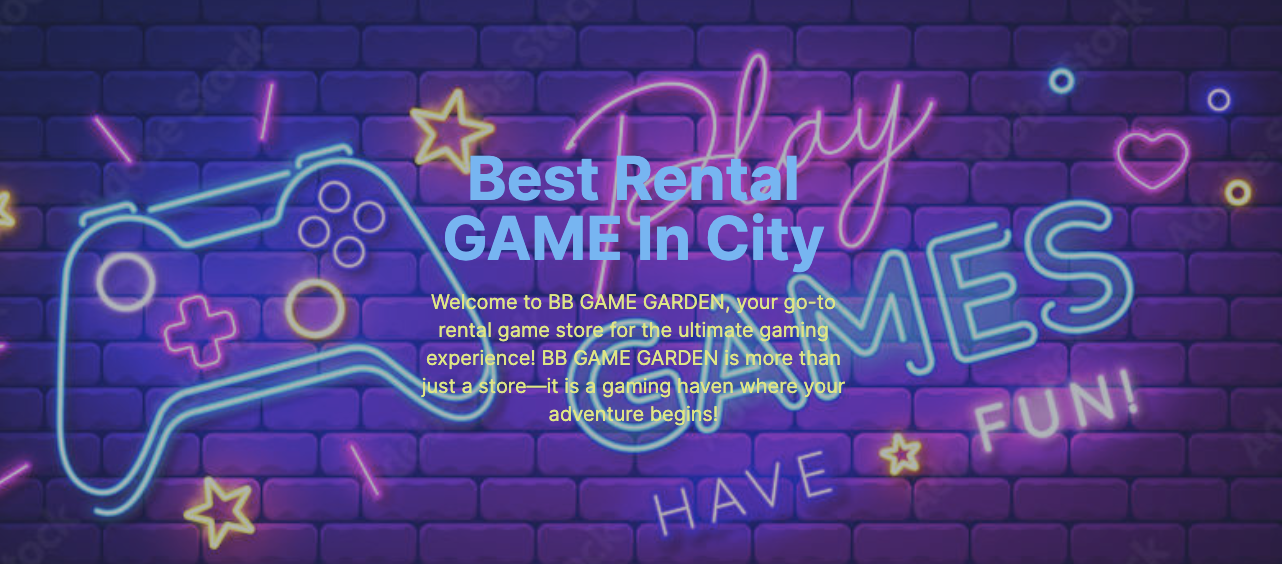 Play
Best Rental
GAME In City
GAMES
Welcome to BB GAME GARDEN, your go-to
rental game store for the ultimate gaming
experience! BB GAME GARDEN is more than
just a store—it is a gaming haven where your
adventure begins!
HAVE FUN!
Adobe Stock